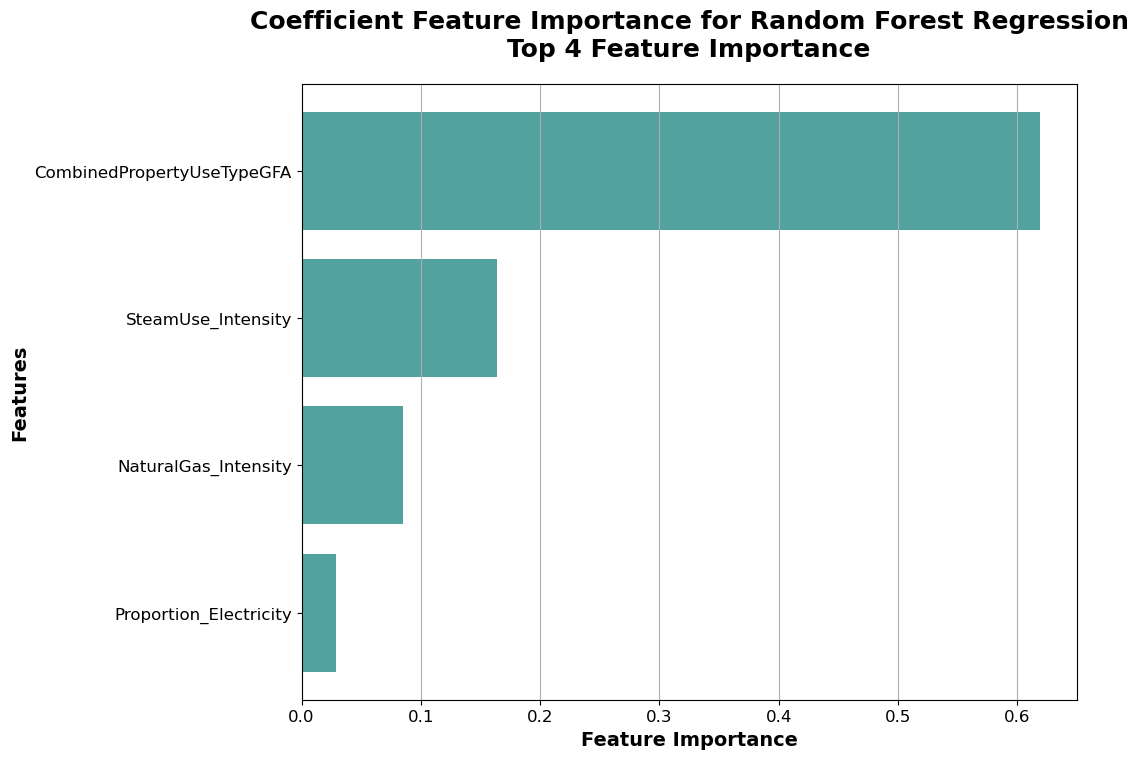 Coefficient Feature Importance for Random Forest Regression
Top 4 Feature Importance
CombinedPropertyUseTypeGFA
SteamUse_Intensity
NaturalGas_Intensity
Proportion_Electricity
Features
0.0 0.1 0.2 0.3 0.4 0.5 0.6
Feature Importance